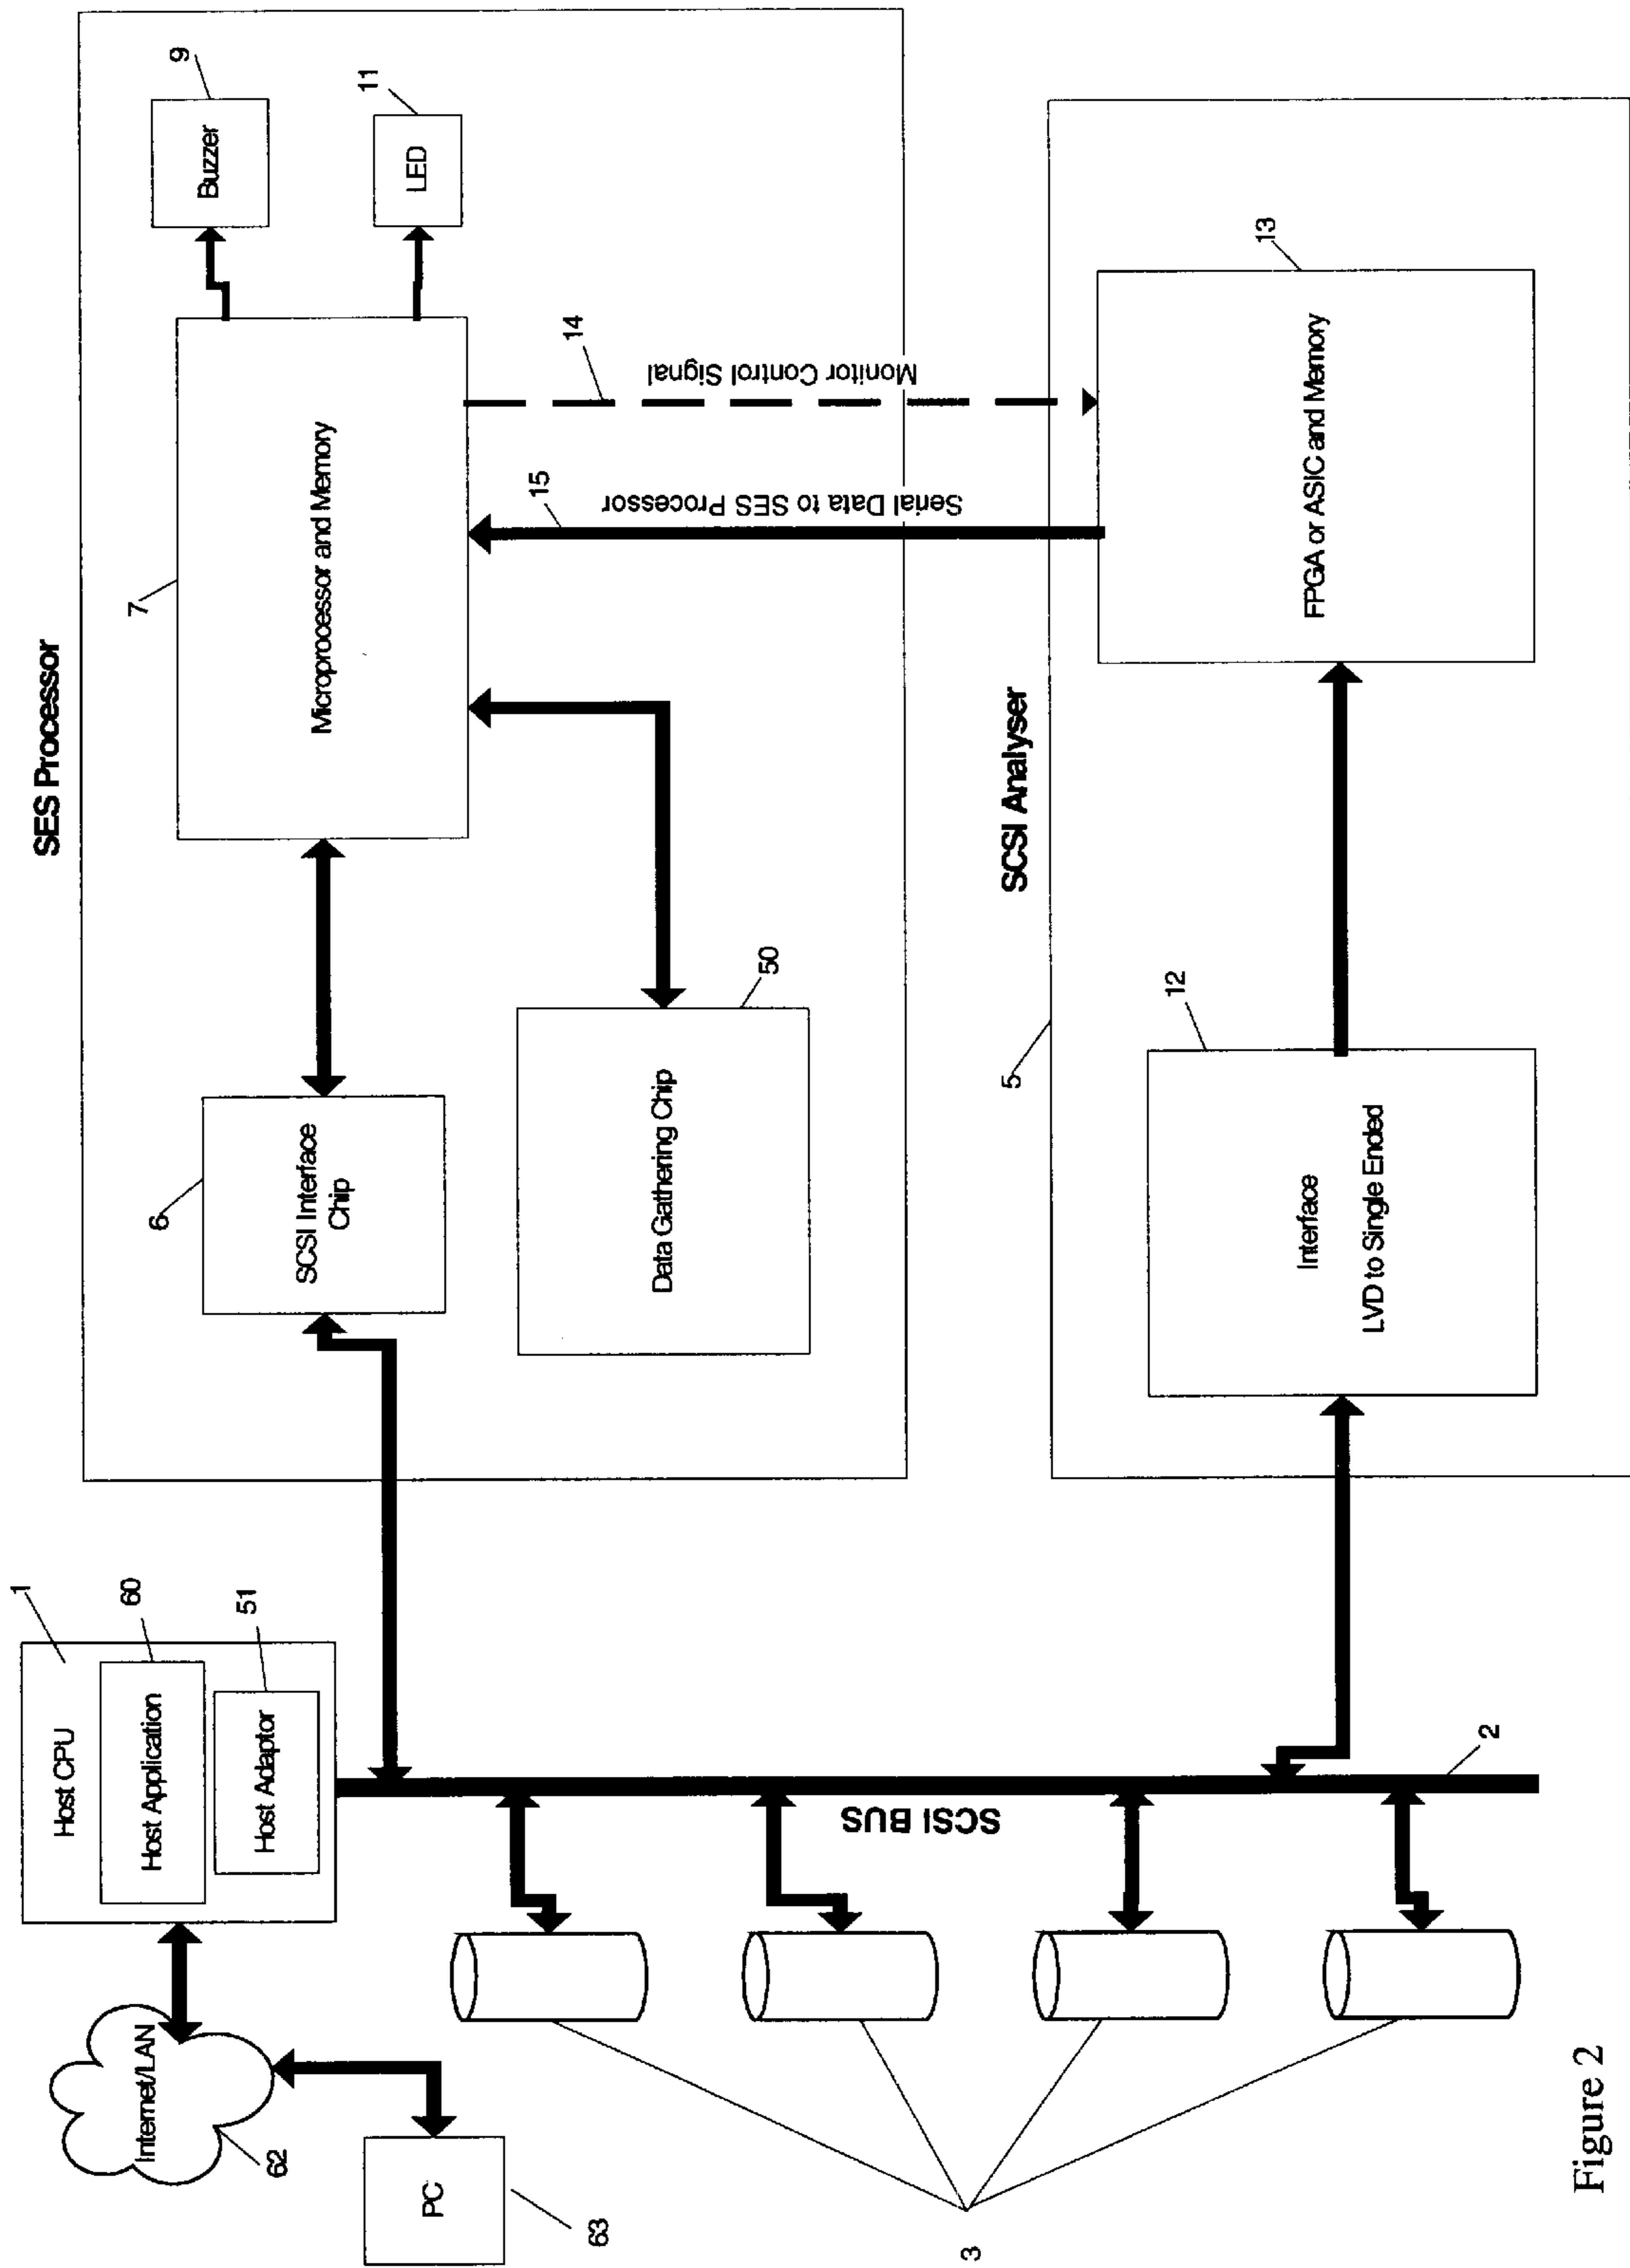 SES Processor
9
Buzzer
11
LED
7
Microprocessor and Memory
14
Monitor Control Signal
15
Serial Data to SES Processor
6
SCSI Interface
Chip
50
Data Gathering Chip
SCSI Analyser
5
13
FPGA or ASIC and Memory
12
Interface
LVD to Single Ended
1
Host CPU
60
Host Application
51
Host Adaptor
2
SCSI BUS
Internet/LAN
62
PC
63
3
Figure 2